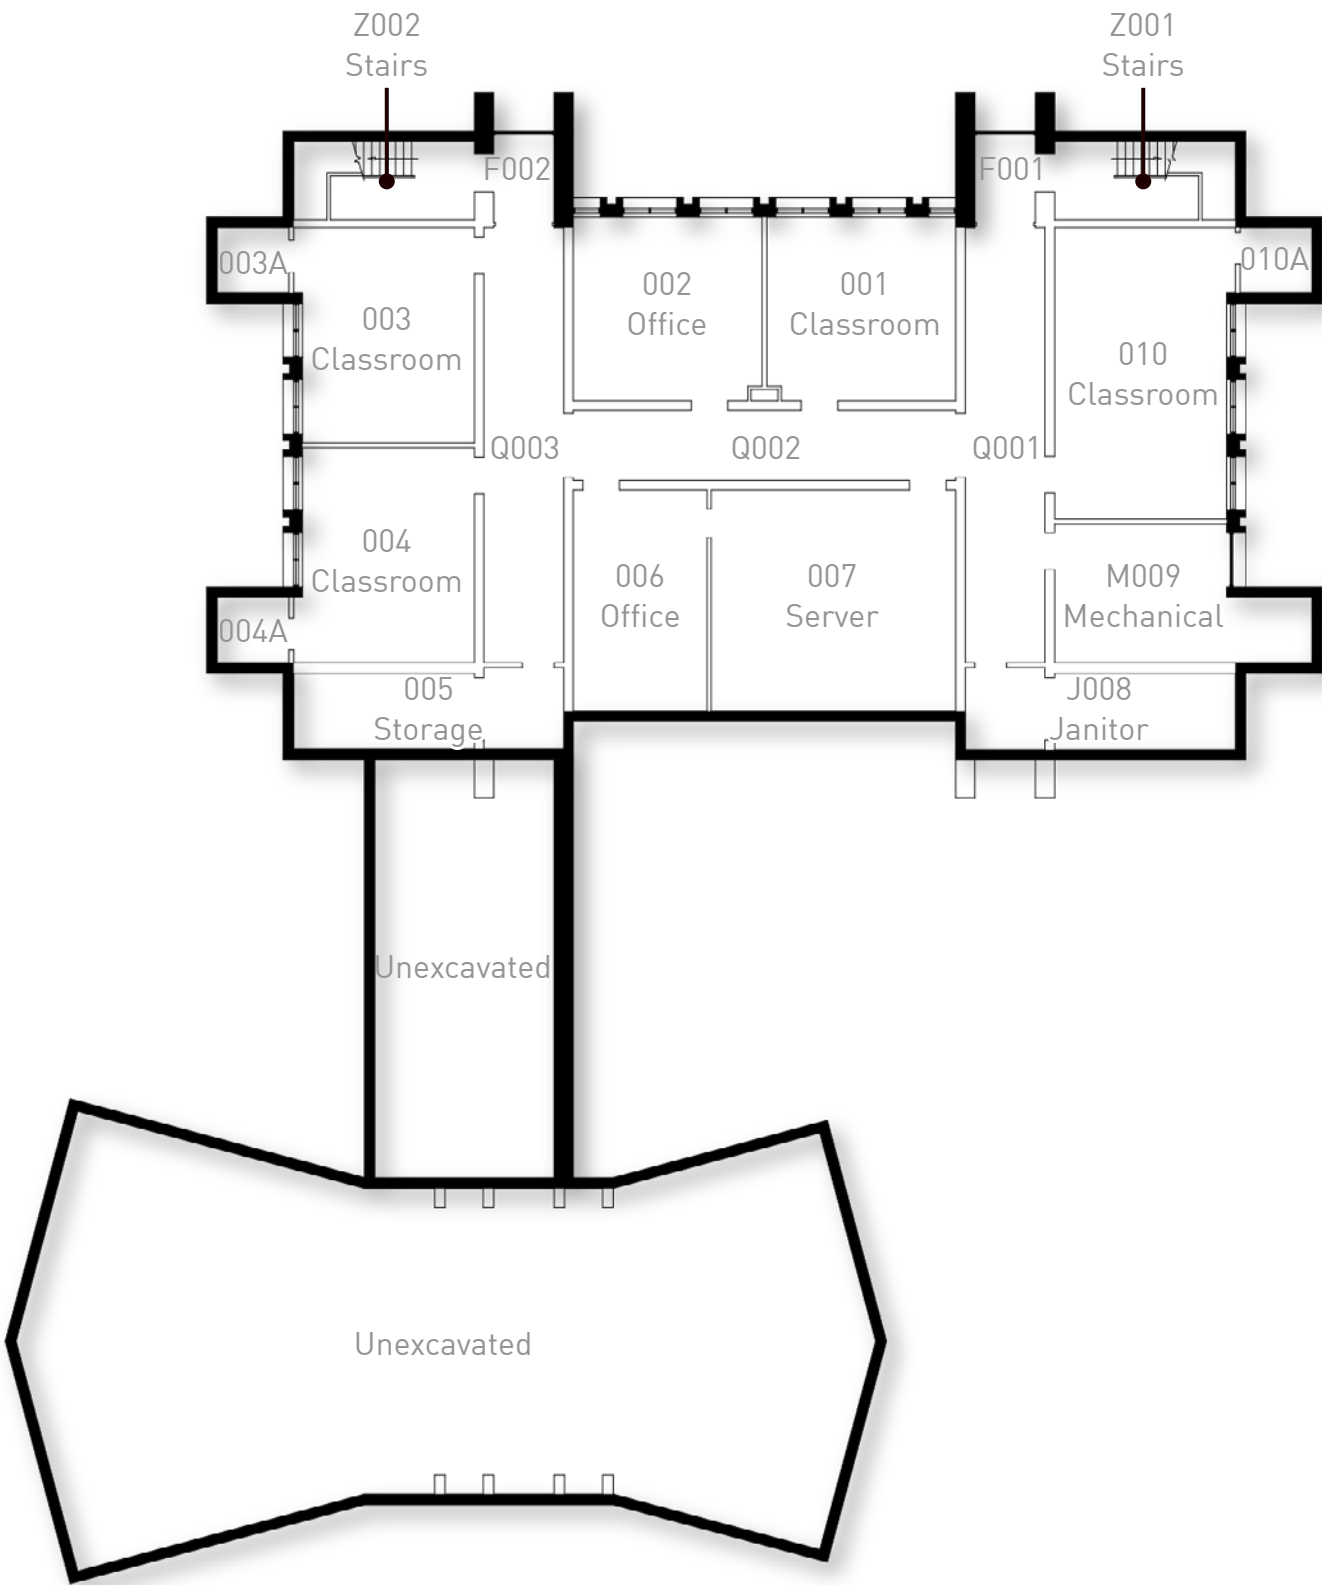 Z002
Stairs
Z001
Stairs
F002
F001
003A
010A
002
Office
001
Classroom
003
Classroom
010
Classroom
Q003
Q002
Q001
004
Classroom
006
Office
007
Server
M009
Mechanical
004A
005
Storage
J008
Janitor
Unexcavated
Unexcavated